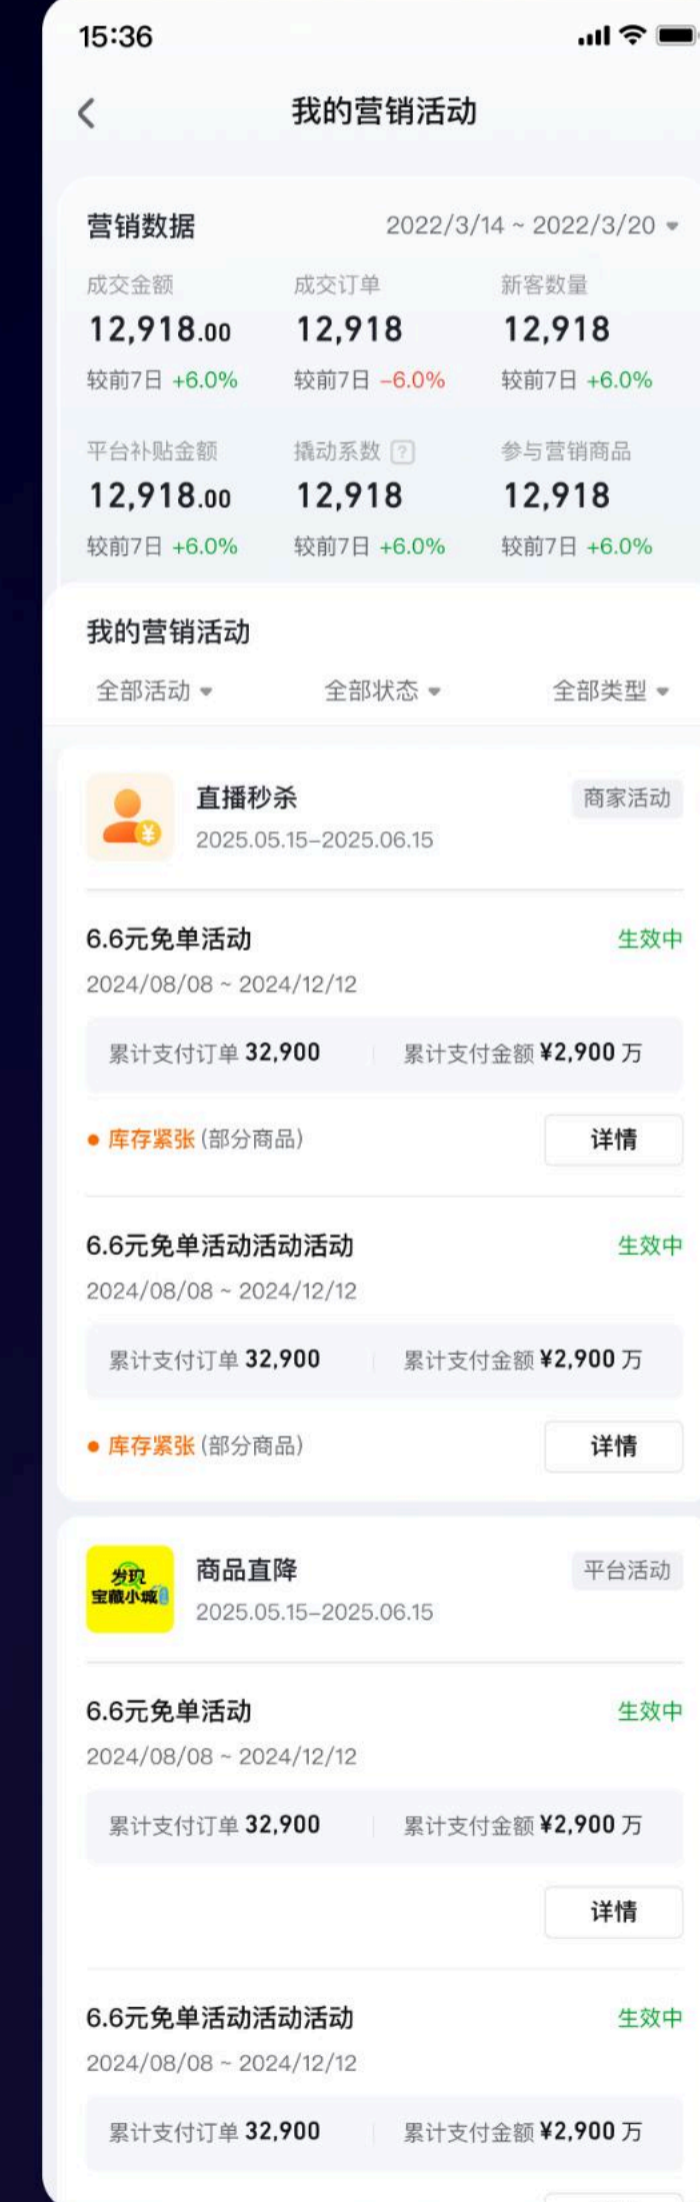 15:36
我的营销活动
营销数据 2022/3/14 ~ 2022/3/20
成交金额 成交订单 新客数量
12,918.00 12,918 12,918
较前7日 +6.0% 较前7日 -6.0% 较前7日 +6.0%
平台补贴金额 撬动系数 ? 参与营销商品
12,918.00 12,918 12,918
较前7日 +6.0% 较前7日 +6.0% 较前7日 +6.0%
我的营销活动
全部活动 全部状态 全部类型
直播秒杀 商家活动
¥
2025.05.15-2025.06.15
6.6元免单活动 生效中
2024/08/08 ~ 2024/12/12
累计支付订单 32,900 累计支付金额 ¥2,900 万
库存紧张 (部分商品) 详情
6.6元免单活动活动活动 生效中
2024/08/08 ~ 2024/12/12
累计支付订单 32,900 累计支付金额 ¥2,900 万
库存紧张 (部分商品) 详情
发现
宝藏小城
商品直降 平台活动
2025.05.15-2025.06.15
6.6元免单活动 生效中
2024/08/08 ~ 2024/12/12
累计支付订单 32,900 累计支付金额 ¥2,900 万
详情
6.6元免单活动活动活动 生效中
2024/08/08 ~ 2024/12/12
累计支付订单 32,900 累计支付金额 ¥2,900 万